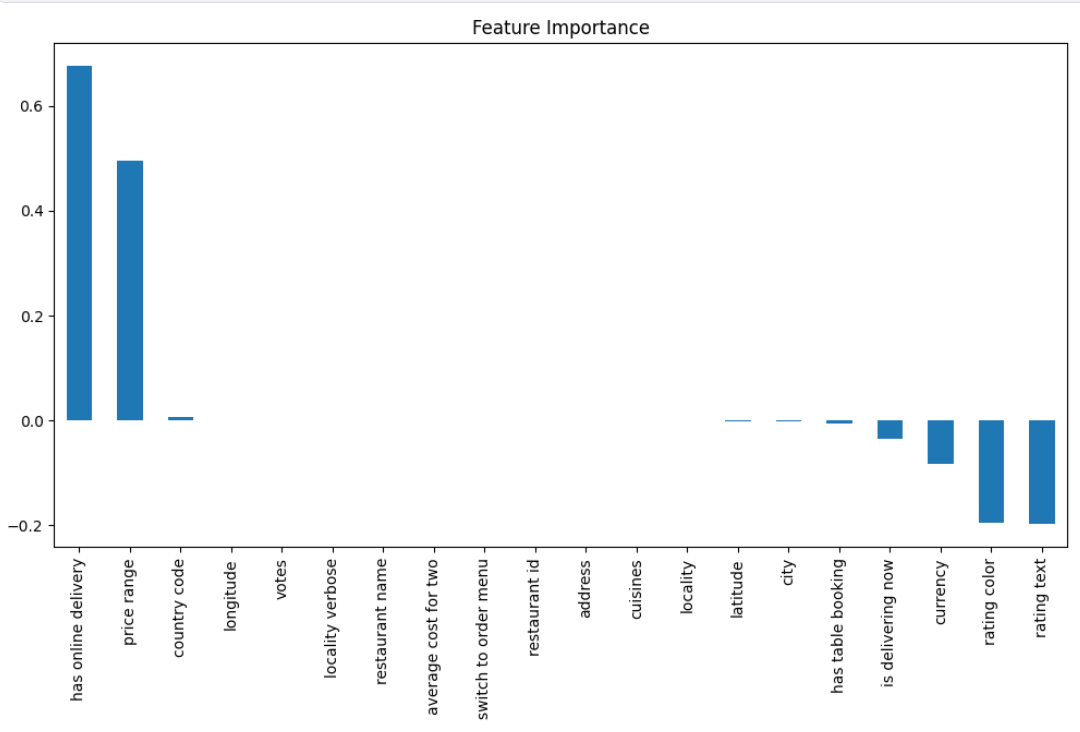 Feature Importance
0.6
0.4
0.2
0.0
−0.2
has online delivery
price range
country code
longitude
votes
locality verbose
restaurant name
average cost for two
switch to order menu
restaurant id
address
cuisines
locality
latitude
city
has table booking
is delivering now
currency
rating color
rating text